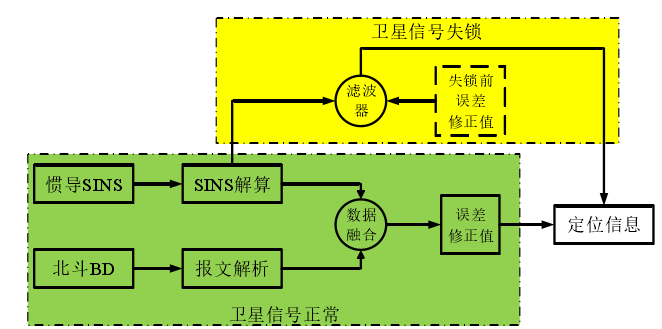 卫星信号失锁
滤波
器
失锁前
误差
修正值
惯导SINS
SINS解算
数据
融合
误差
修正值
定位信息
北斗BD
报文解析
卫星信号正常